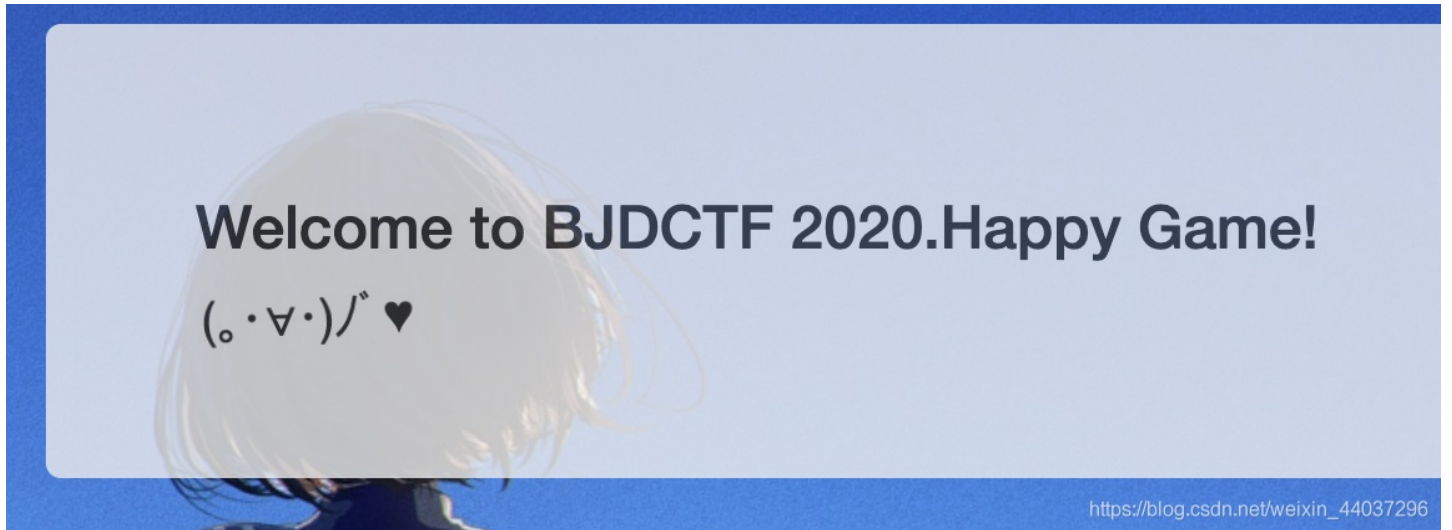 Welcome to BJDCTF 2020.Happy Game!
(｡･∀･)ﾉﾞ♥
https://blog.csdn.net/weixin_44037296